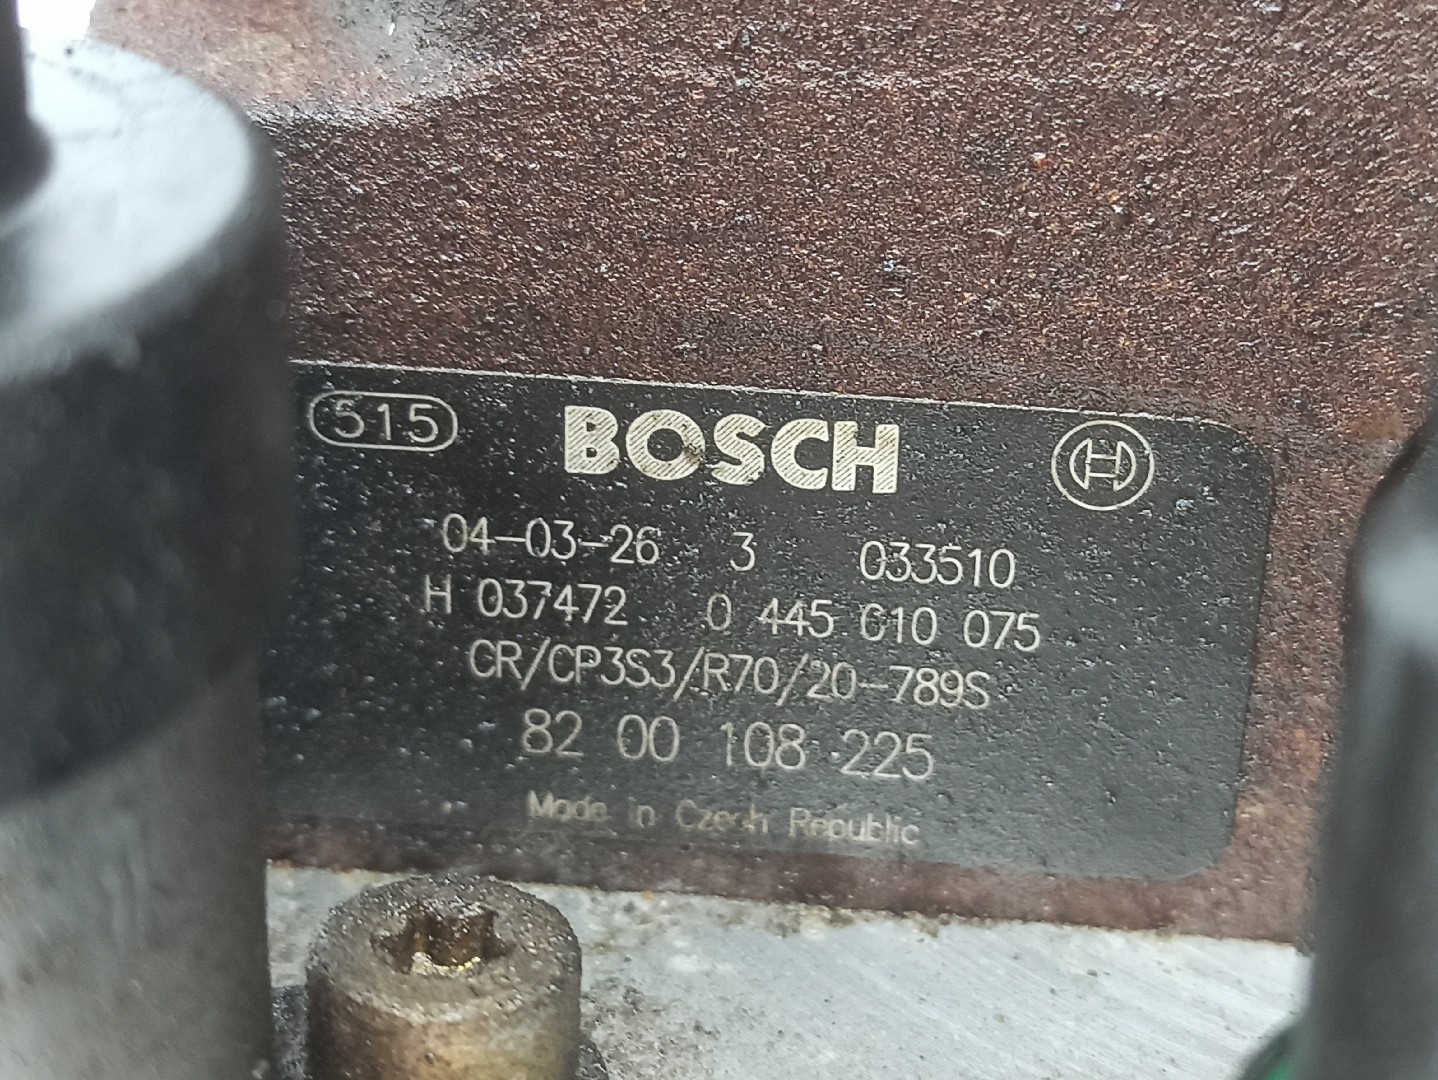 515 BOSCH
04-03-26 3 033510
H 037472 0 445 010 075
CR/CP3S3/R70/20-789S
82 00 108 225
Made in Czech Republic